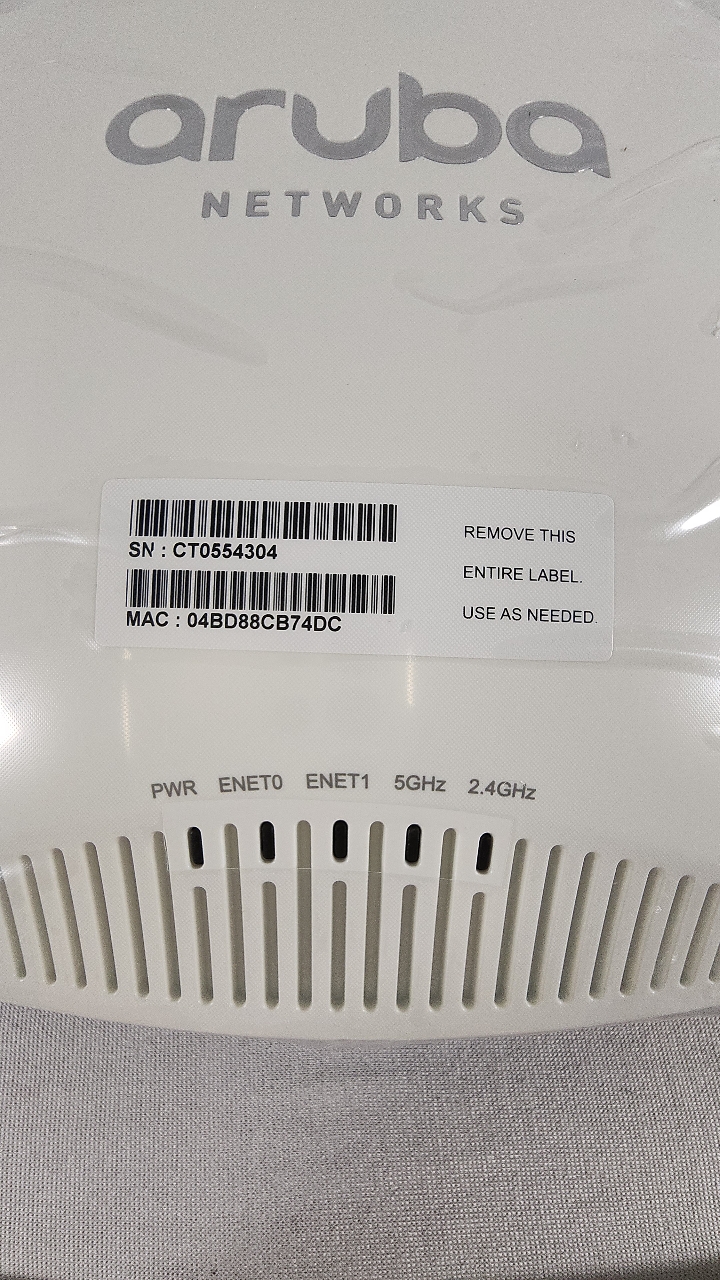 aruba
NETWORKS
SN : CT0554304
MAC : 04BD88CB74DC
REMOVE THIS
ENTIRE LABEL.
USE AS NEEDED.
PWR ENET0 ENET1 5GHz 2.4GHz